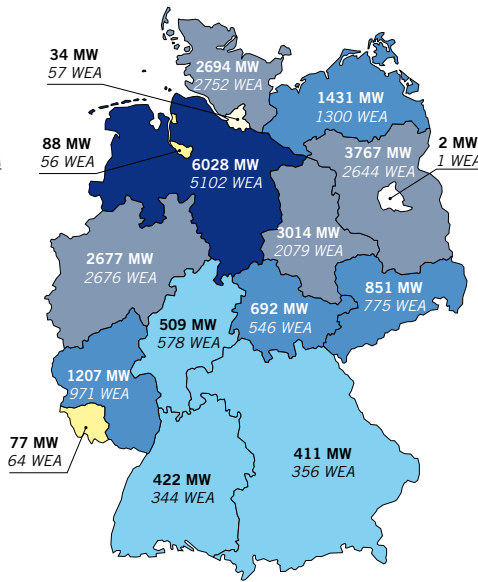 34 MW
57 WEA
2694 MW
2752 WEA
1431 MW
1300 WEA
88 MW
56 WEA
6028 MW
5102 WEA
3767 MW
2644 WEA
2 MW
1 WEA
3014 MW
2079 WEA
2677 MW
2676 WEA
851 MW
775 WEA
692 MW
546 WEA
509 MW
578 WEA
1207 MW
971 WEA
77 MW
64 WEA
411 MW
356 WEA
422 MW
344 WEA